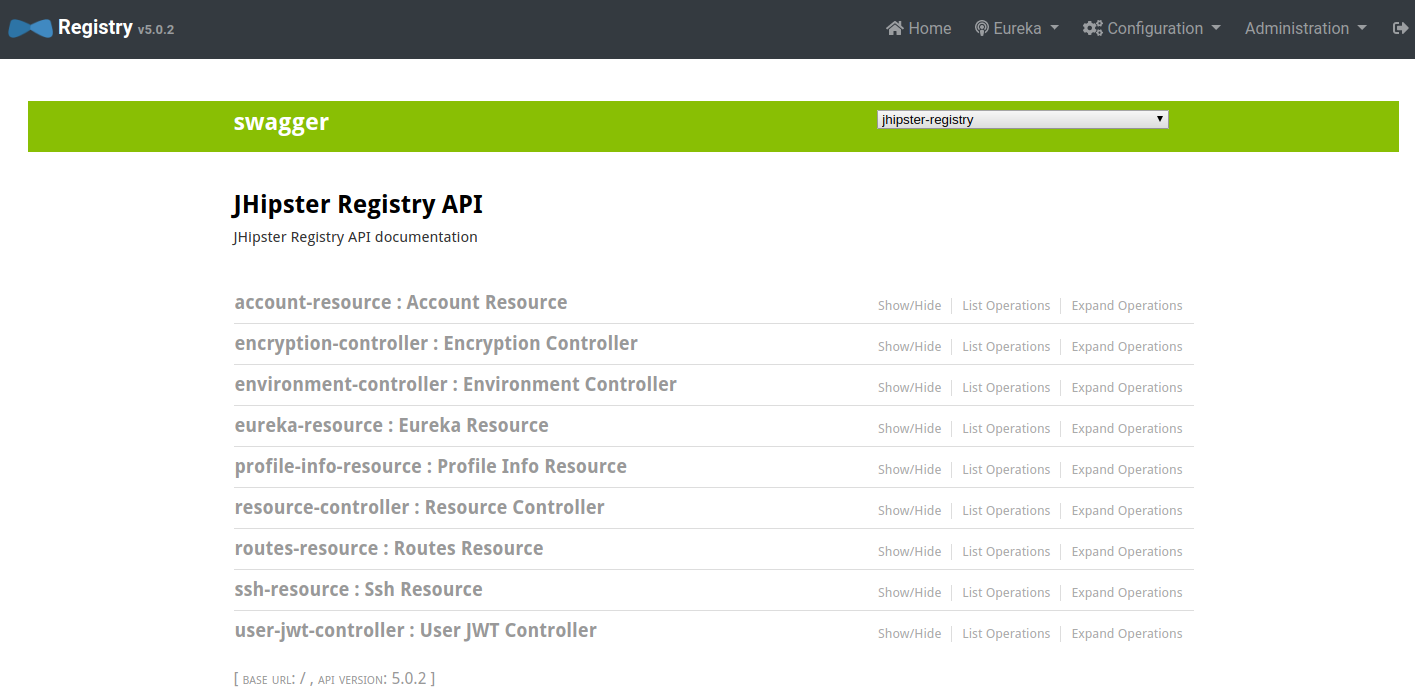 Registry v5.0.2 Home Eureka Configuration Administration
swagger jhipster-registry
JHipster Registry API
JHipster Registry API documentation
account-resource : Account Resource Show/Hide List Operations Expand Operations
encryption-controller : Encryption Controller Show/Hide List Operations Expand Operations
environment-controller : Environment Controller Show/Hide List Operations Expand Operations
eureka-resource : Eureka Resource Show/Hide List Operations Expand Operations
profile-info-resource : Profile Info Resource Show/Hide List Operations Expand Operations
resource-controller : Resource Controller Show/Hide List Operations Expand Operations
routes-resource : Routes Resource Show/Hide List Operations Expand Operations
ssh-resource : Ssh Resource Show/Hide List Operations Expand Operations
user-jwt-controller : User JWT Controller Show/Hide List Operations Expand Operations
[ BASE URL: / , API VERSION: 5.0.2 ]